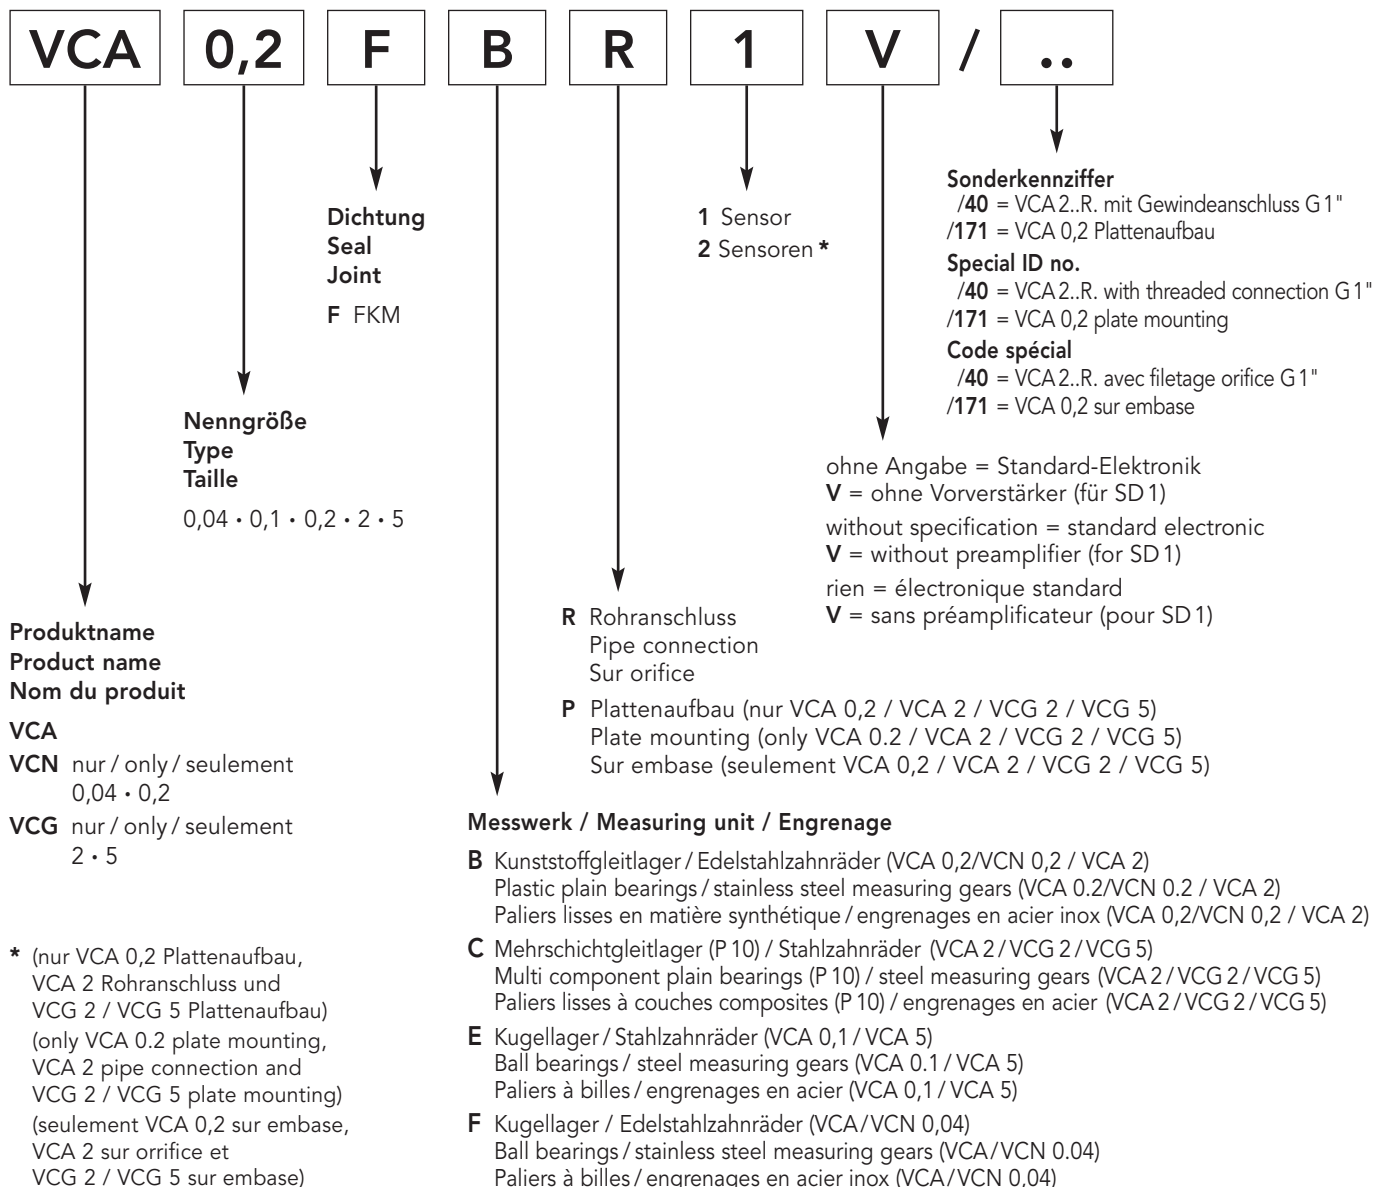 VCA 0,2 F B R 1 V / ..
Dichtung
Seal
Joint
F FKM
1 Sensor
2 Sensoren *
Sonderkennziffer
/40 = VCA 2..R. mit Gewindeanschluss G 1"
/171 = VCA 0,2 Plattenaufbau
Special ID no.
/40 = VCA 2..R. with threaded connection G 1"
/171 = VCA 0,2 plate mounting
Code spécial
/40 = VCA 2..R. avec filetage orifice G 1"
/171 = VCA 0,2 sur embase
Nenngröße
Type
Taille
0,04 • 0,1 • 0,2 • 2 • 5
ohne Angabe = Standard-Elektronik
V = ohne Vorverstärker (für SD 1)
without specification = standard electronic
V = without preamplifier (for SD 1)
rien = électronique standard
V = sans préamplificateur (pour SD 1)
R Rohranschluss
Pipe connection
Sur orifice
P Plattenaufbau (nur VCA 0,2 / VCA 2 / VCG 2 / VCG 5)
Plate mounting (only VCA 0.2 / VCA 2 / VCG 2 / VCG 5)
Sur embase (seulement VCA 0,2 / VCA 2 / VCG 2 / VCG 5)
Produktname
Product name
Nom du produit
VCA
VCN nur / only / seulement
0,04 • 0,2
VCG nur / only / seulement
2 • 5
Messwerk / Measuring unit / Engrenage
B Kunststoffgleitlager / Edelstahlzahnräder (VCA 0,2/VCN 0,2 / VCA 2)
Plastic plain bearings / stainless steel measuring gears (VCA 0.2/VCN 0.2 / VCA 2)
Paliers lisses en matière synthétique / engrenages en acier inox (VCA 0,2/VCN 0,2 / VCA 2)
C Mehrschichtgleitlager (P 10) / Stahlzahnräder (VCA 2 / VCG 2 / VCG 5)
Multi component plain bearings (P 10) / steel measuring gears (VCA 2 / VCG 2 / VCG 5)
Paliers lisses à couches composites (P 10) / engrenages en acier (VCA 2 / VCG 2 / VCG 5)
E Kugellager / Stahlzahnräder (VCA 0,1 / VCA 5)
Ball bearings / steel measuring gears (VCA 0.1 / VCA 5)
Paliers à billes / engrenages en acier (VCA 0,1 / VCA 5)
F Kugellager / Edelstahlzahnräder (VCA/VCN 0,04)
Ball bearings / stainless steel measuring gears (VCA/VCN 0.04)
Paliers à billes / engrenages en acier inox (VCA/VCN 0,04)
* (nur VCA 0,2 Plattenaufbau,
VCA 2 Rohranschluss und
VCG 2 / VCG 5 Plattenaufbau)
(only VCA 0.2 plate mounting,
VCA 2 pipe connection and
VCG 2 / VCG 5 plate mounting)
(seulement VCA 0,2 sur embase,
VCA 2 sur orrifice et
VCG 2 / VCG 5 sur embase)